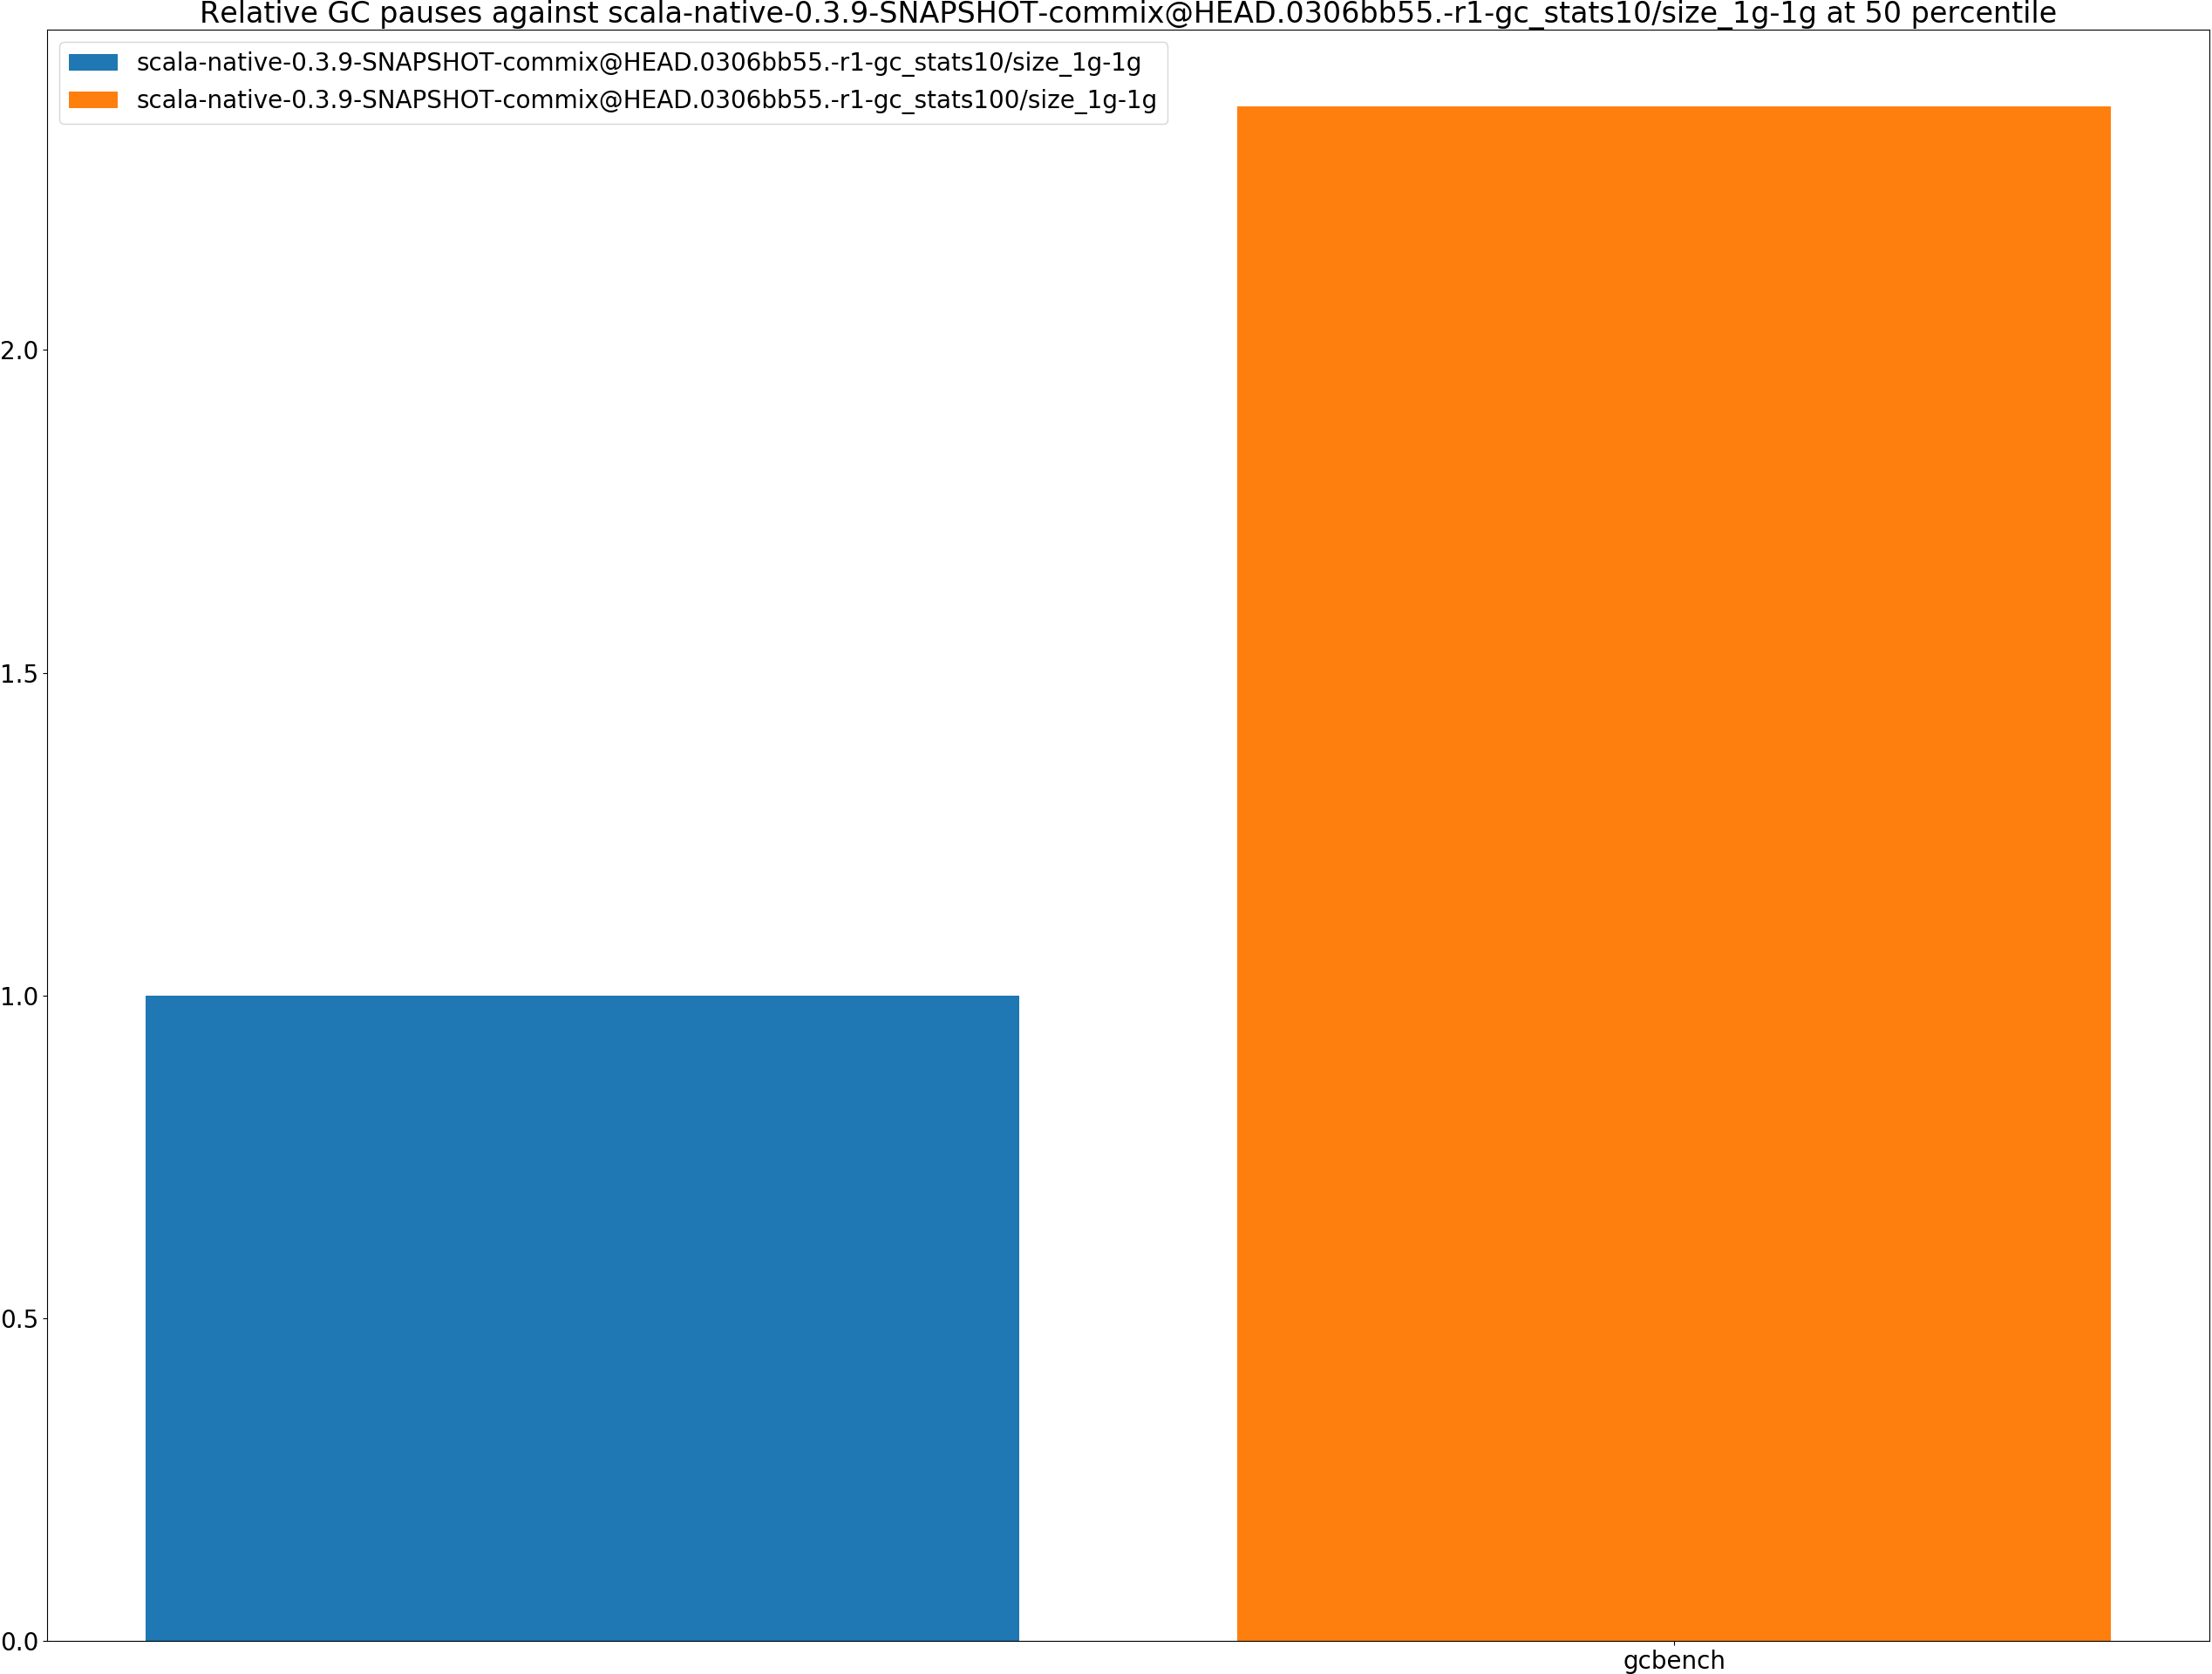 Relative GC pauses against scala-native-0.3.9-SNAPSHOT-commix@HEAD.0306bb55.-r1-gc_stats10/size_1g-1g at 50 percentile
scala-native-0.3.9-SNAPSHOT-commix@HEAD.0306bb55.-r1-gc_stats10/size_1g-1g
scala-native-0.3.9-SNAPSHOT-commix@HEAD.0306bb55.-r1-gc_stats100/size_1g-1g
2.0
1.5
1.0
0.5
0.0
gcbench